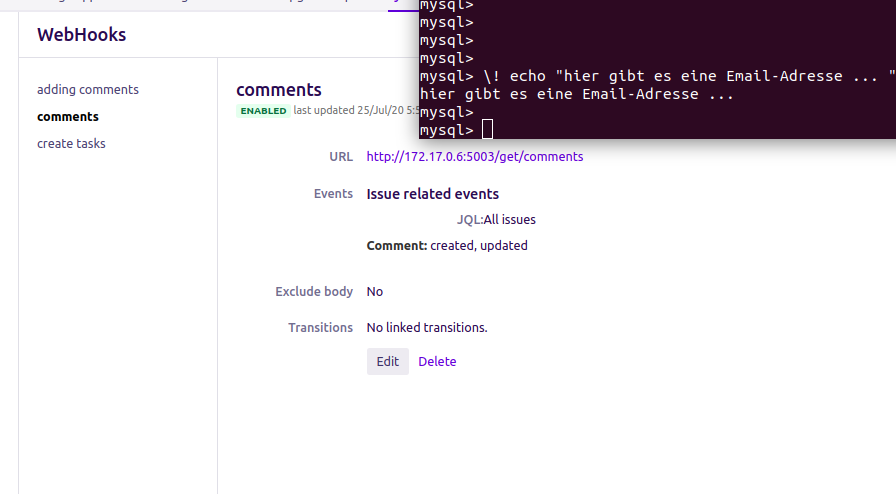 WebHooks
adding comments
comments
create tasks
comments
ENABLED last updated 25/Jul/20
URL http://172.17.0.6:5003/get/comments
Events Issue related events
JQL:All issues
Comment: created, updated
Exclude body No
Transitions No linked transitions.
Edit Delete
mysql>
mysql>
mysql>
mysql>
mysql> \! echo "hier gibt es eine Email-Adresse ... "
hier gibt es eine Email-Adresse ...
mysql>
mysql>